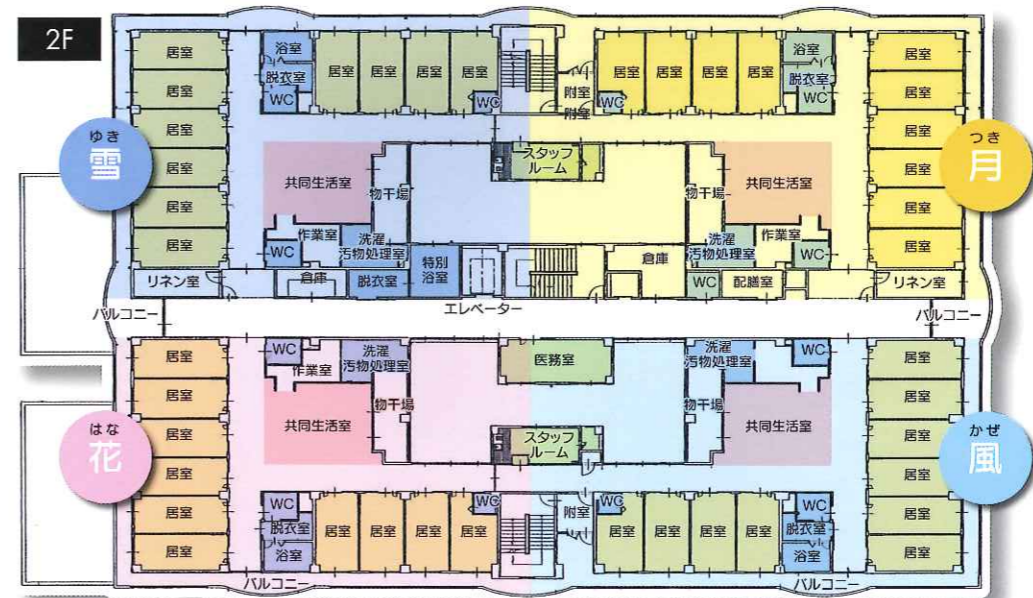 2F
居室
浴室
居室
居室
居室
居室
居室
居室
居室
居室
浴室
居室
居室
脱衣室
附室
脱衣室
居室
WC
WC
WC
附室
WC
居室
スタッフ
ルーム
居室
ゆき
雪
つき
月
居室
共同生活室
物干場
物干場
共同生活室
居室
居室
居室
居室
WC
作業室
洗濯
汚物処理室
特別
浴室
倉庫
洗濯
汚物処理室
作業室
WC
居室
リネン室
倉庫
脱衣室
WC
配膳室
リネン室
バルコニー
エレベーター
バルコニー
居室
WC
作業室
洗濯
汚物処理室
医務室
洗濯
汚物処理室
WC
居室
居室
物干場
物干場
居室
はな
花
かぜ
風
居室
共同生活室
スタッフ
ルーム
共同生活室
居室
居室
居室
居室
WC
居室
居室
居室
居室
WC
附室
WC
居室
居室
居室
居室
WC
居室
居室
脱衣室
浴室
脱衣室
浴室
居室
バルコニー
バルコニー